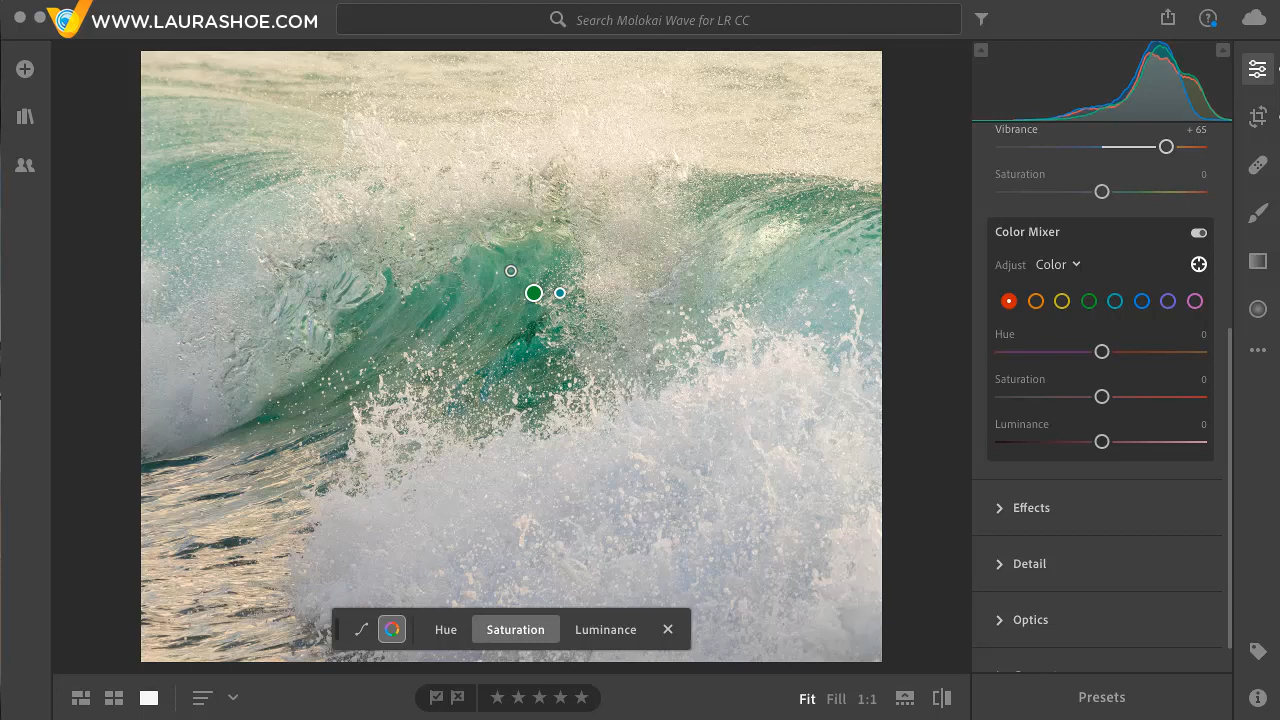 WWW.LAURASHOE.COM
Search Molokai Wave for LR CC
Vibrance + 65
Saturation 0
Color Mixer
Adjust Color
Hue 0
Saturation 0
Luminance 0
Effects
Detail
Optics
Hue Saturation Luminance
Fit Fill 1:1
Presets